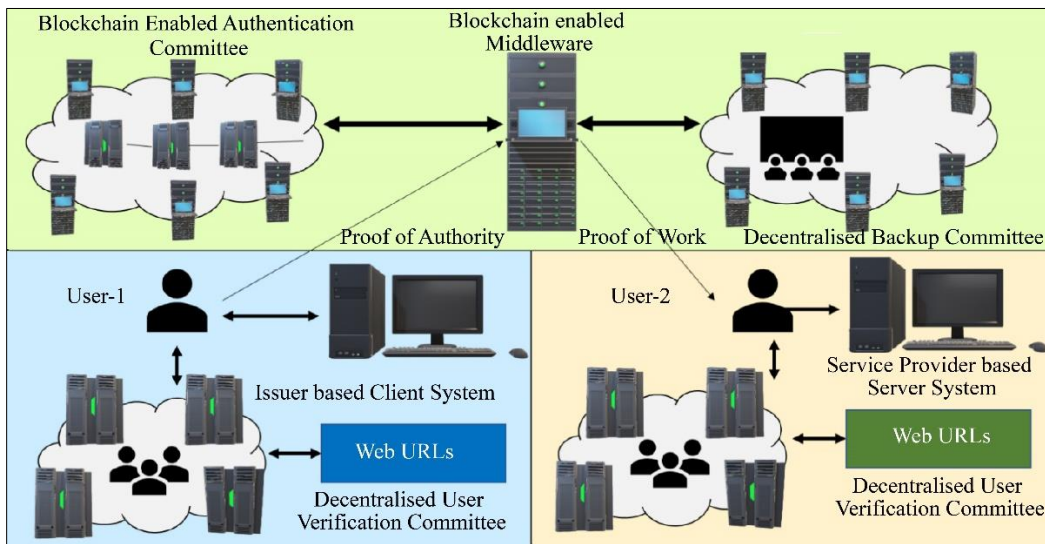 Blockchain Enabled Authentication
Committee
Blockchain enabled
Middleware
Proof of Authority
Proof of Work
Decentralised Backup Committee
User-1
Issuer based Client System
Web URLs
Decentralised User
Verification Committee
User-2
Service Provider based
Server System
Web URLs
Decentralised User
Verification Committee